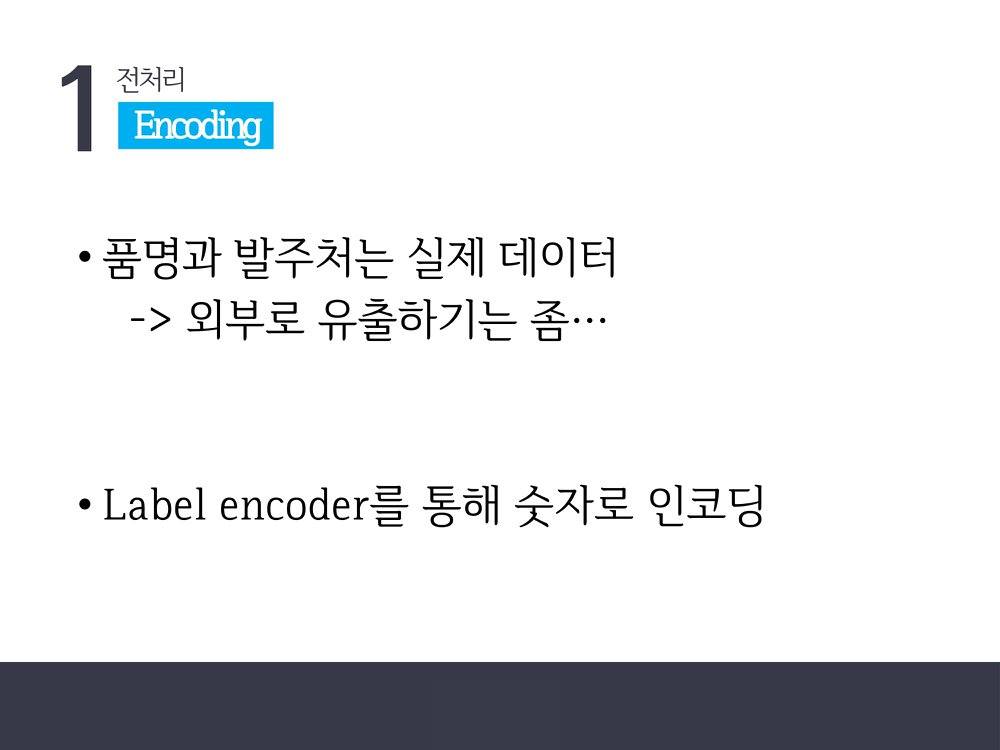 1 전처리
Encoding
• 품명과 발주처는 실제 데이터
-> 외부로 유출하기는 좀…
• Label encoder를 통해 숫자로 인코딩